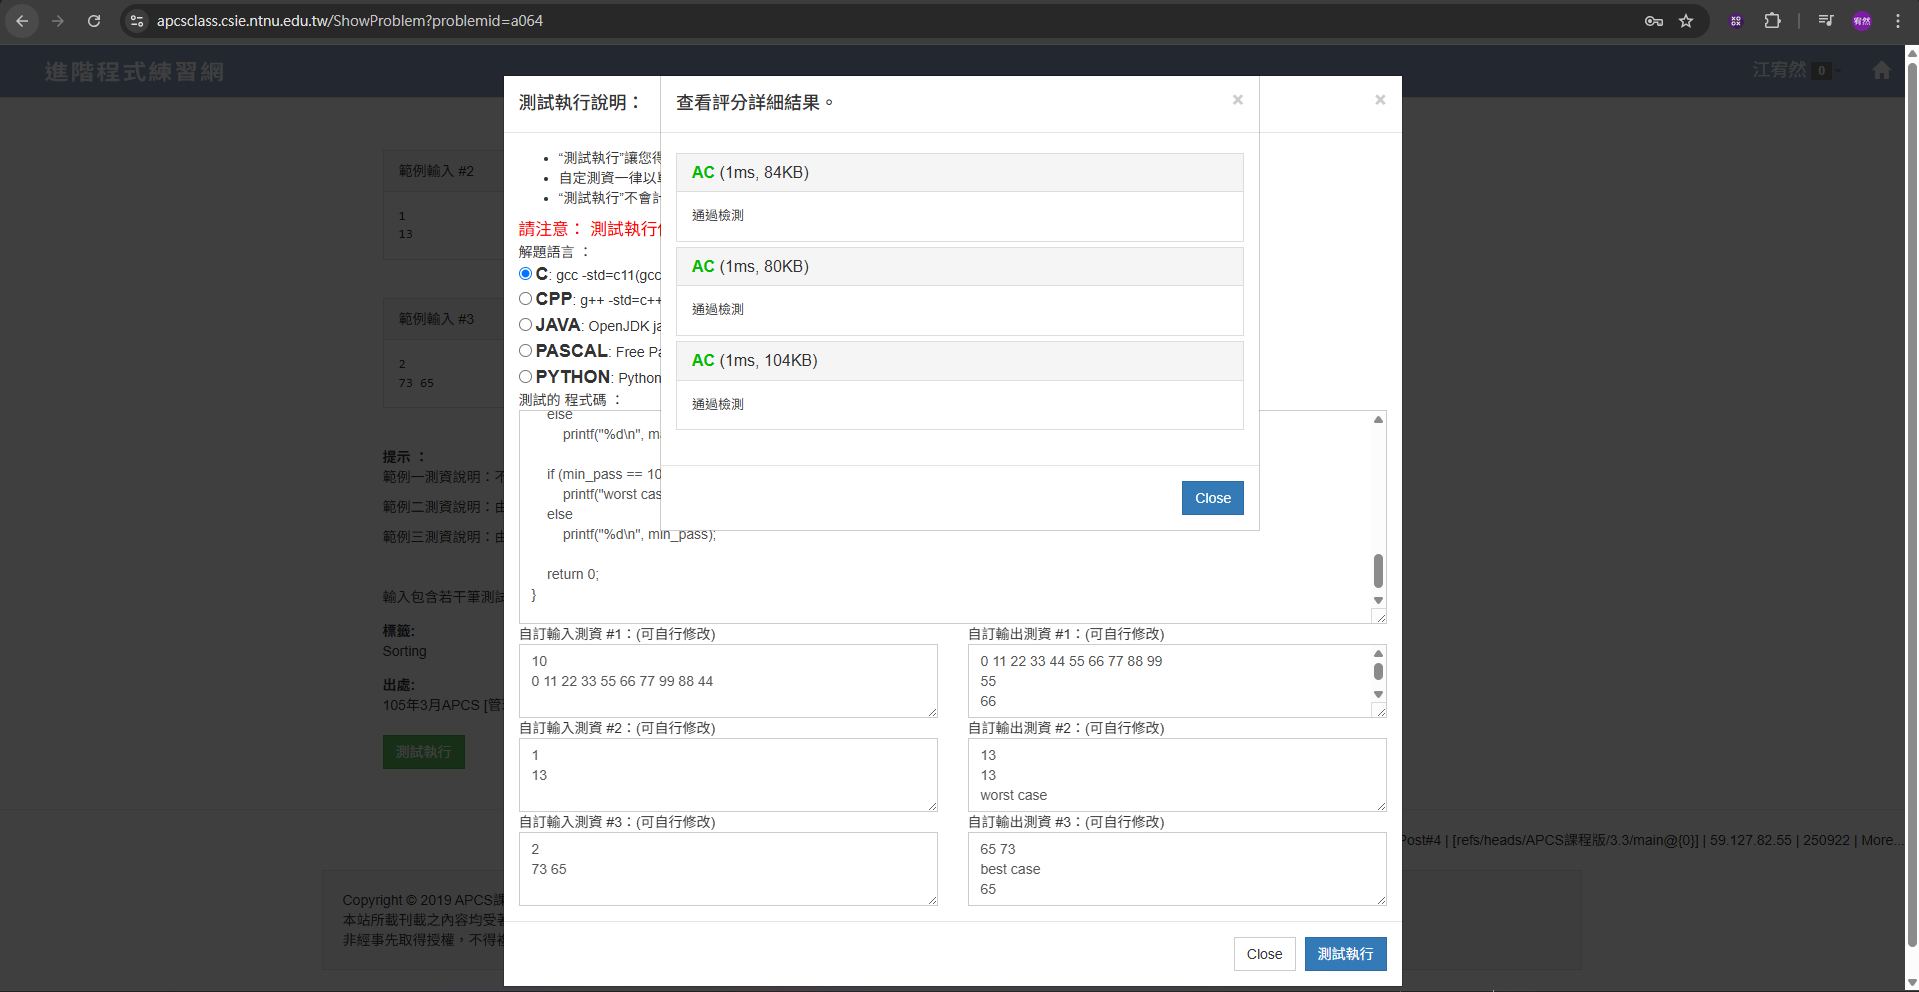 apcsclass.csie.ntnu.edu.tw/ShowProblem?problemid=a064
宥然
進階程式練習網
江宥然 0
測試執行說明：
查看評分詳細結果。
×
×
範例輸入 #2
1
13
範例輸入 #3
2
73 65
提示 ：
範例一測資說明：不
範例二測資說明：由
範例三測資說明：由
輸入包含若干筆測試
標籤:
Sorting
出處:
105年3月APCS [管
測試執行
• “測試執行”讓您得
• 自定測資一律以
• “測試執行”不會計
請注意： 測試執行
解題語言 ：
C: gcc -std=c11(gcc
CPP: g++ -std=c++
JAVA: OpenJDK ja
PASCAL: Free Pa
PYTHON: Python
測試的 程式碼 ：
AC (1ms, 84KB)
通過檢測
AC (1ms, 80KB)
通過檢測
AC (1ms, 104KB)
通過檢測
Close
else
printf("%d\n", ma
if (min_pass == 10
printf("worst cas
else
printf("%d\n", min_pass);
return 0;
}
自訂輸入測資 #1：(可自行修改)
10
0 11 22 33 55 66 77 99 88 44
自訂輸出測資 #1：(可自行修改)
0 11 22 33 44 55 66 77 88 99
55
66
自訂輸入測資 #2：(可自行修改)
1
13
自訂輸出測資 #2：(可自行修改)
13
13
worst case
自訂輸入測資 #3：(可自行修改)
2
73 65
自訂輸出測資 #3：(可自行修改)
65 73
best case
65
Post#4 | [refs/heads/APCS課程版/3.3/main@{0}] | 59.127.82.55 | 250922 | More...
Copyright © 2019 APCS課
本站所載刊載之內容均受著
非經事先取得授權，不得複
Close
測試執行